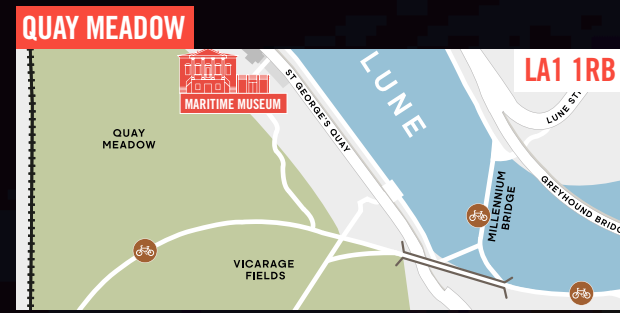 QUAY MEADOW
LA1 1RB
MARITIME MUSEUM
ST GEORGE'S QUAY
LUNE
LUNE ST
QUAY
MEADOW
GREYHOUND BRIDG
MILLENNIUM
BRIDGE
VICARAGE
FIELDS